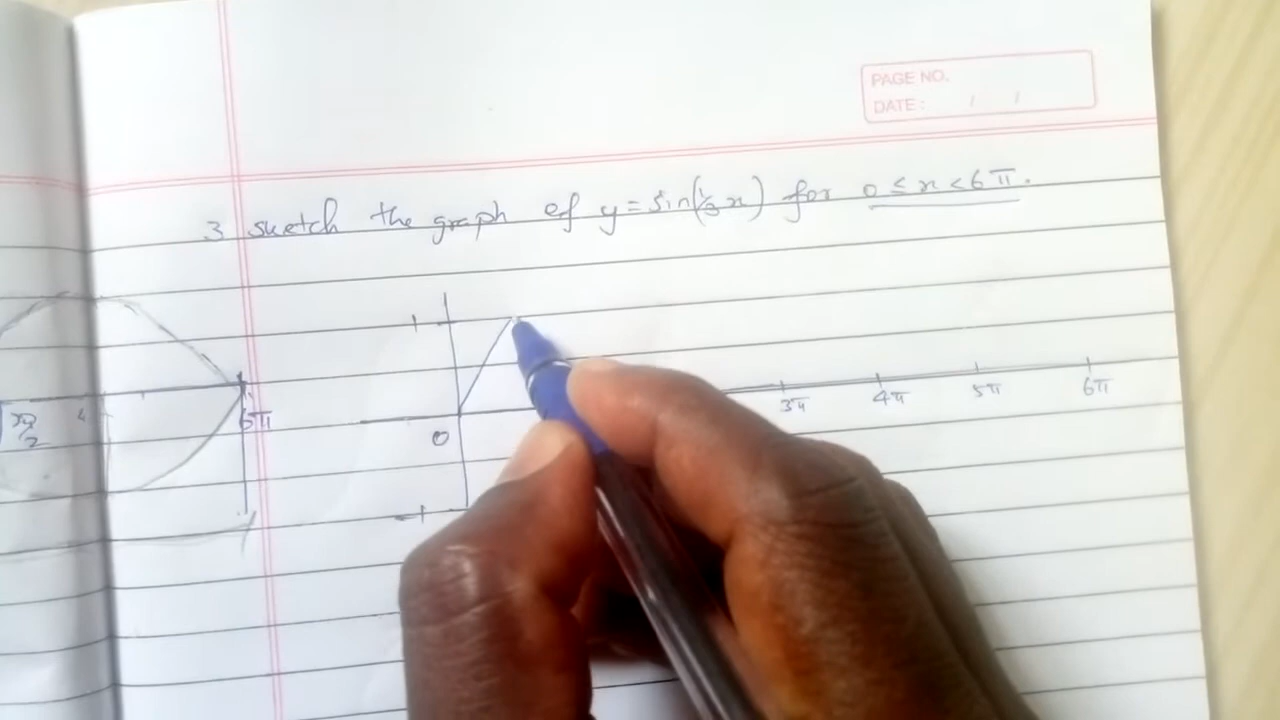 PAGE NO.
DATE: / /
3 sketch the graph of y = sin(1/3 x) for 0 ≤ x < 6π.
1
3π 4π 5π 6π
0
-1
6π